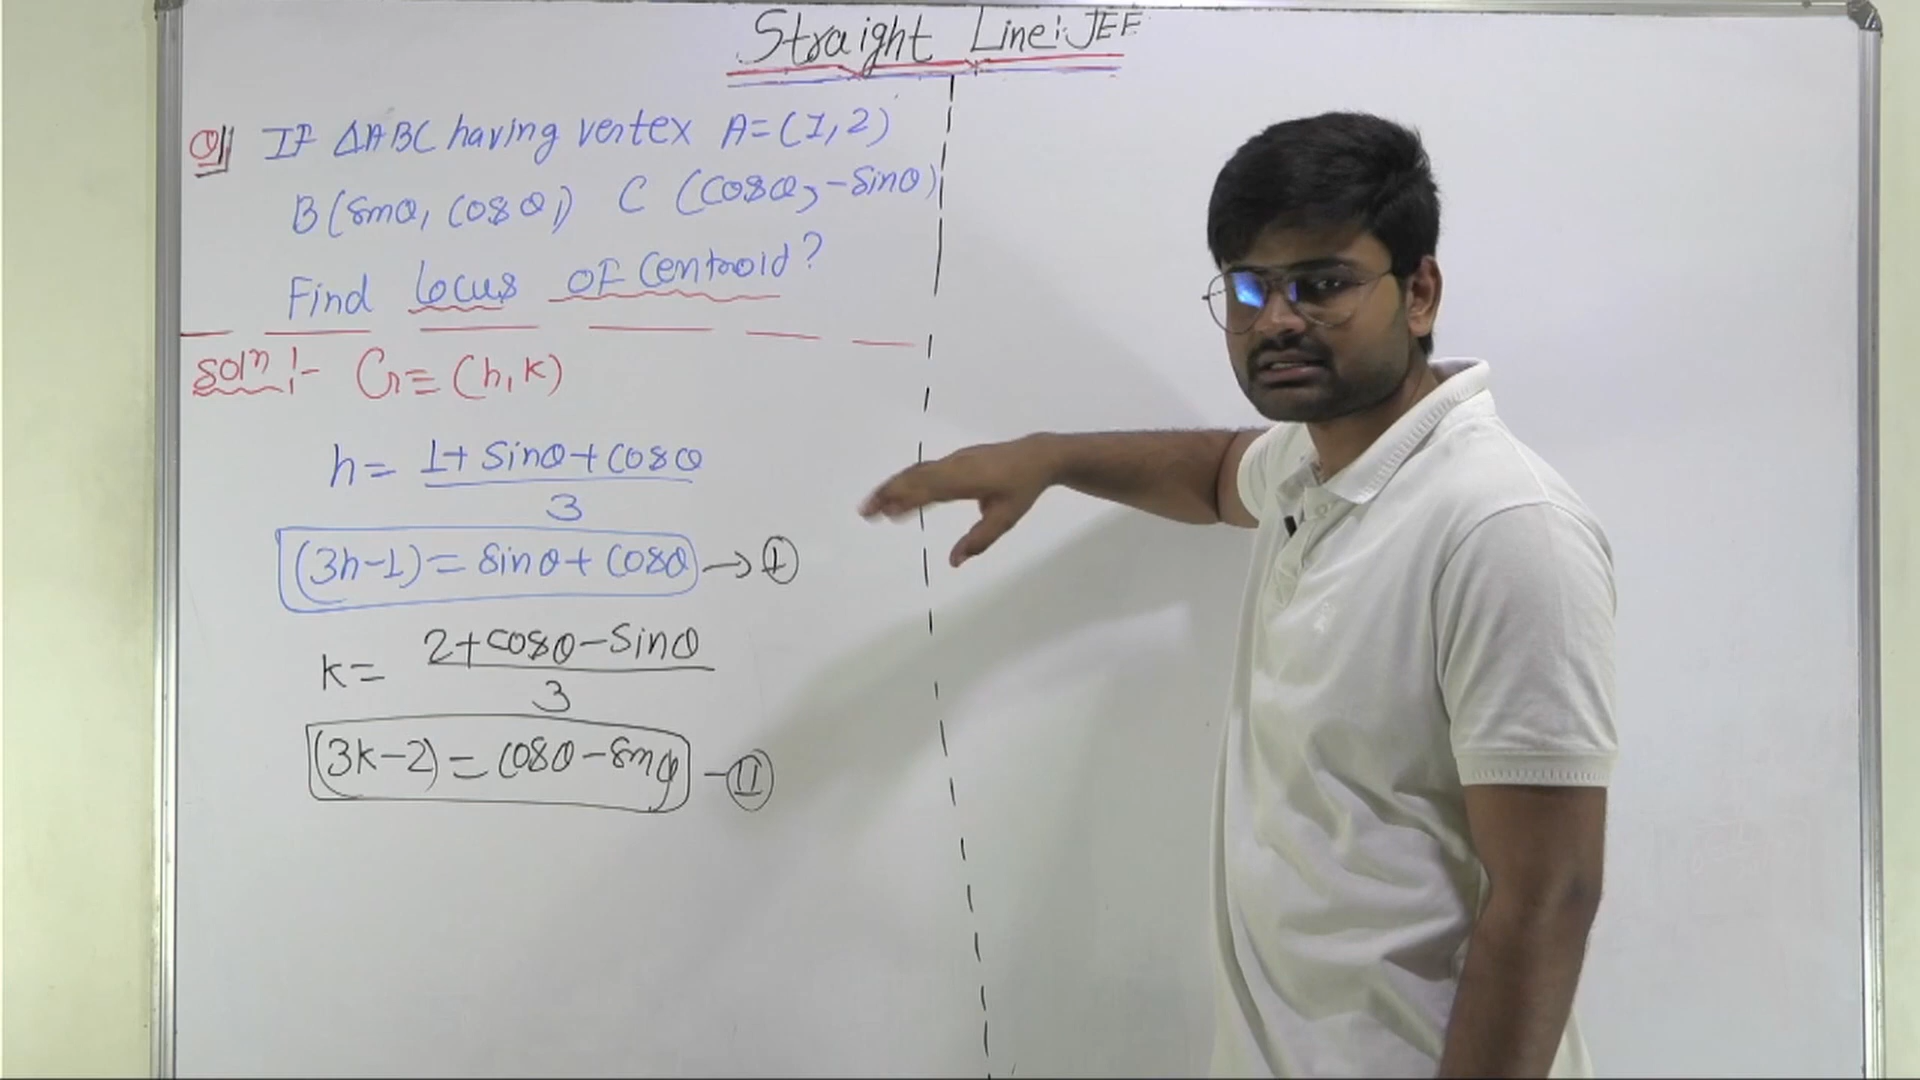 Straight Line: JEE
Q] IF ΔABC having vertex A=(1,2)
B(sinθ, cosθ,) C (cosθ, -sinθ)
Find locus of Centroid?
Solⁿ:- G≡(h,k)
h= 1+sinθ+cosθ
3
(3h-1)=sinθ+cosθ → Ⓘ
k= 2+cosθ-sinθ
3
(3k-2)=cosθ-sinθ -Ⅱ